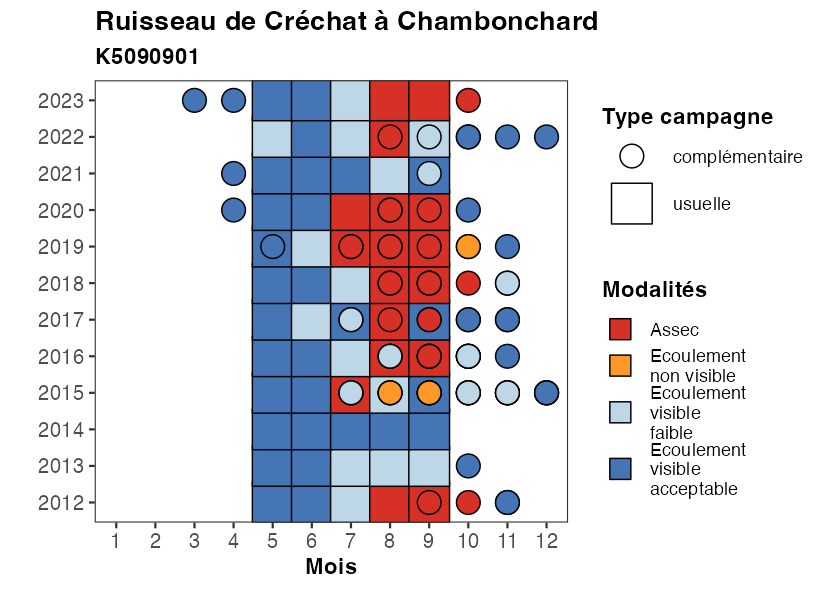 Ruisseau de Créchat à Chambonchard
K5090901
2023
2022
2021
2020
2019
2018
2017
2016
2015
2014
2013
2012
1 2 3 4 5 6 7 8 9 10 11 12
Mois
Type campagne
complémentaire
usuelle
Modalités
Assec
Ecoulement
non visible
Ecoulement
visible
faible
Ecoulement
visible
acceptable